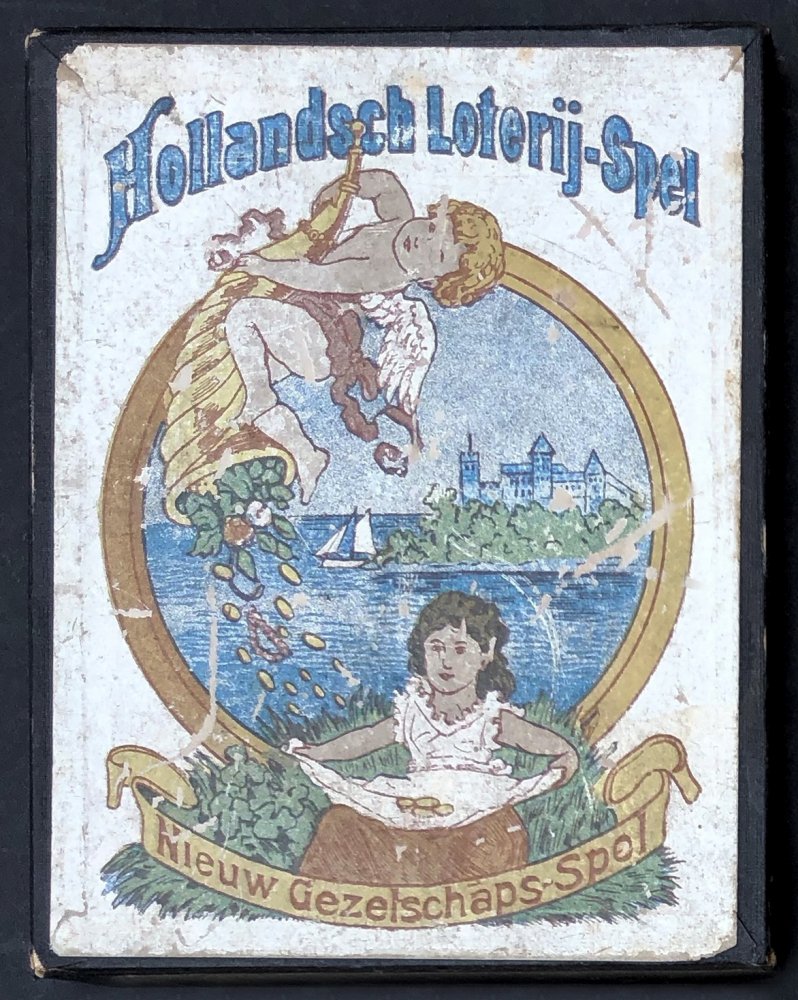 Hollandsch Loterij-Spel
Nieuw Gezelschaps-Spel